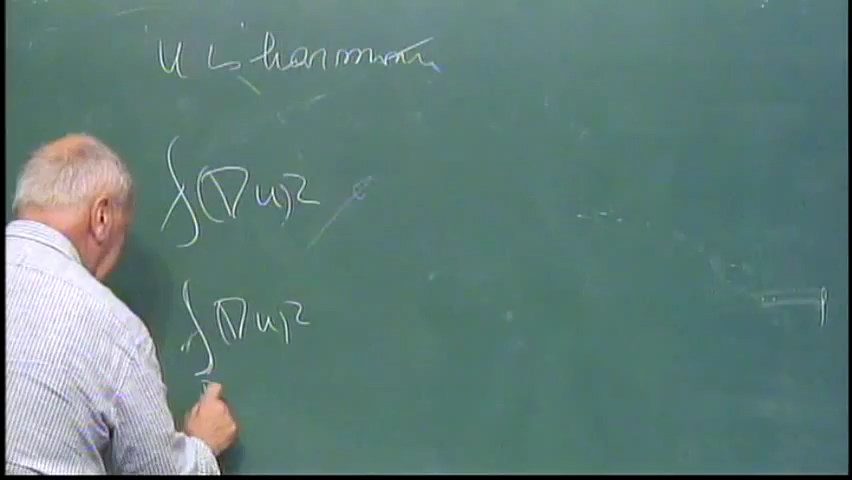 u is harmonic
∫(∇u)²
∫(∇u)²